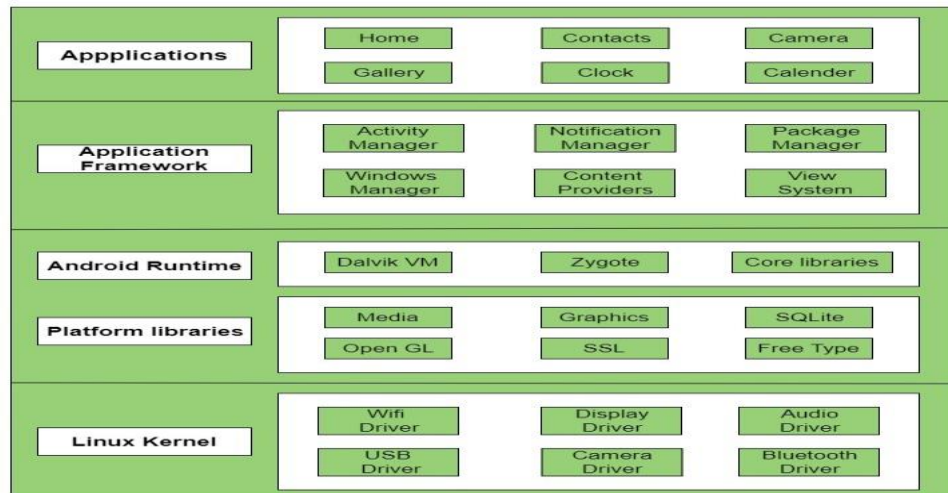 Appplications
Home
Contacts
Camera
Gallery
Clock
Calender
Application
Framework
Activity
Manager
Notification
Manager
Package
Manager
Windows
Manager
Content
Providers
View
System
Android Runtime
Dalvik VM
Zygote
Core libraries
Platform libraries
Media
Graphics
SQLite
Open GL
SSL
Free Type
Linux Kernel
Wifi
Driver
Display
Driver
Audio
Driver
USB
Driver
Camera
Driver
Bluetooth
Driver